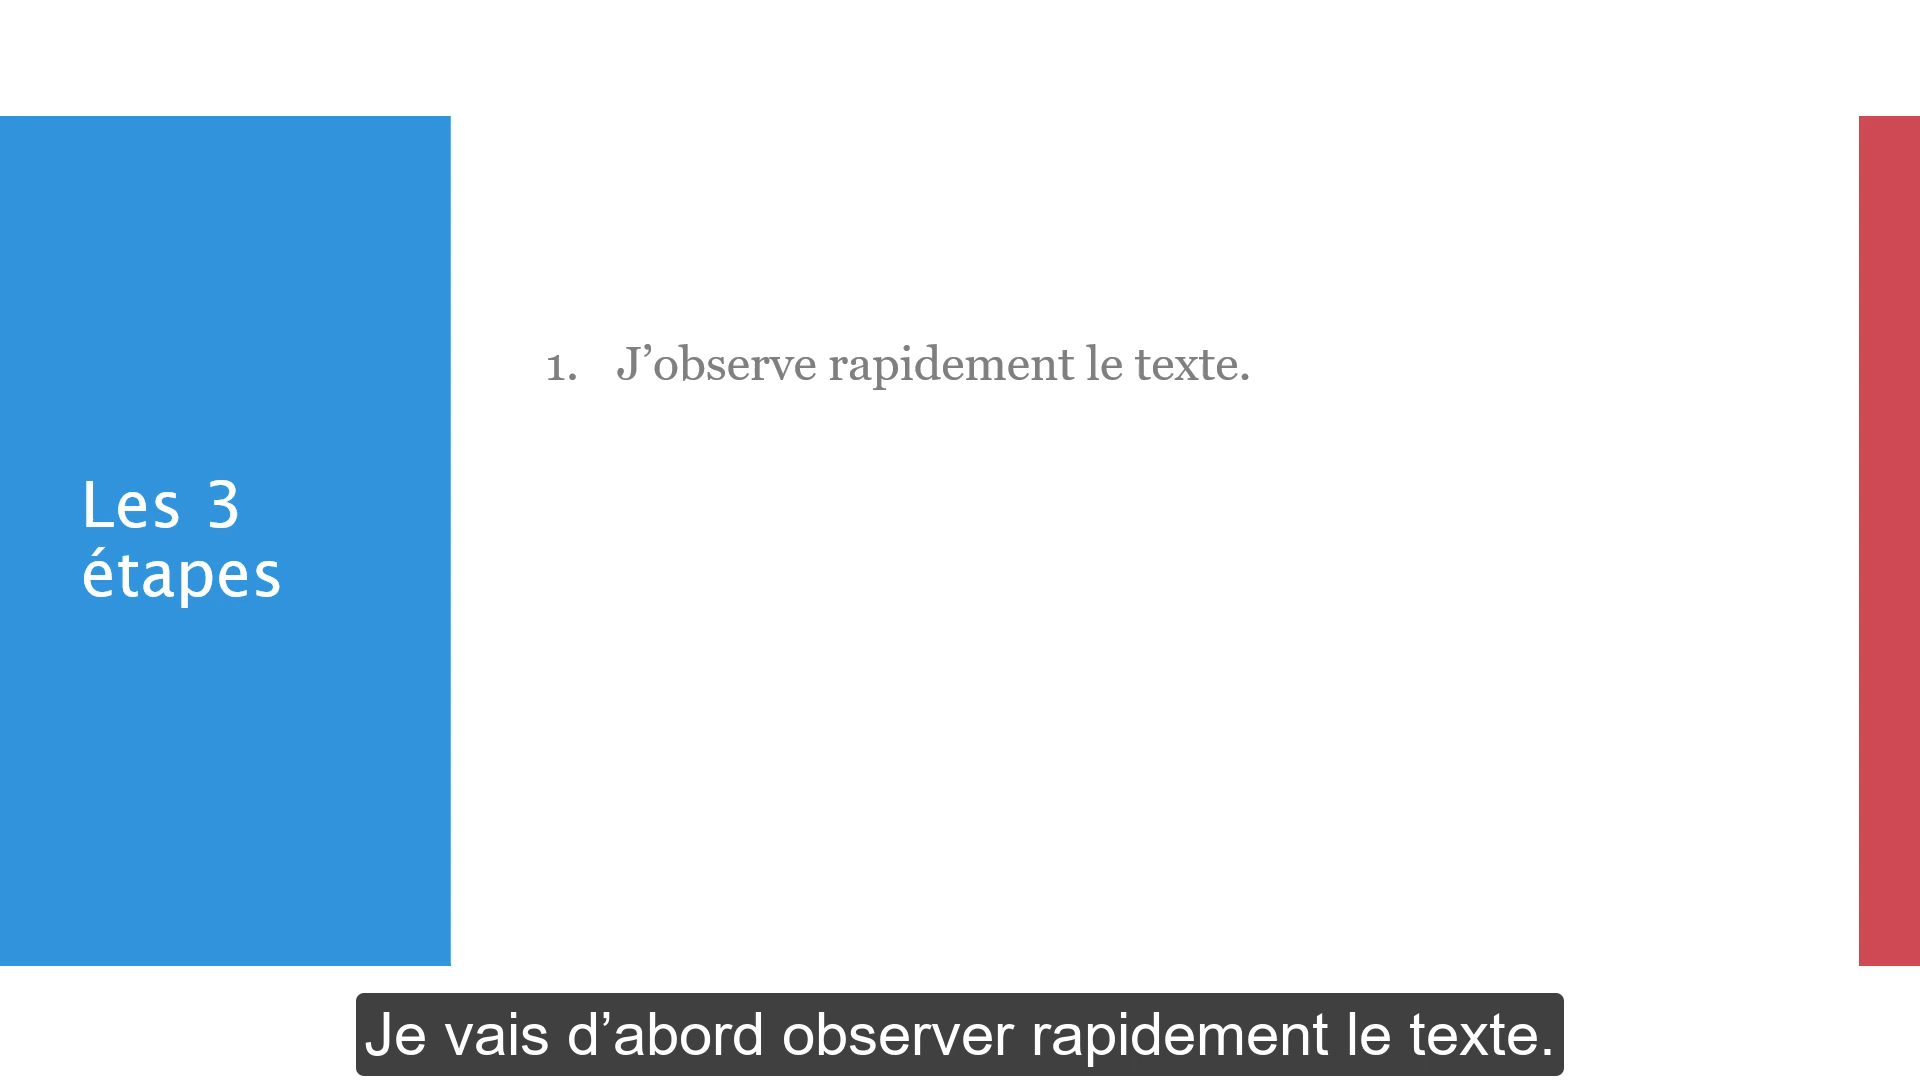 Les 3
étapes
1. J’observe rapidement le texte.
Je vais d’abord observer rapidement le texte.